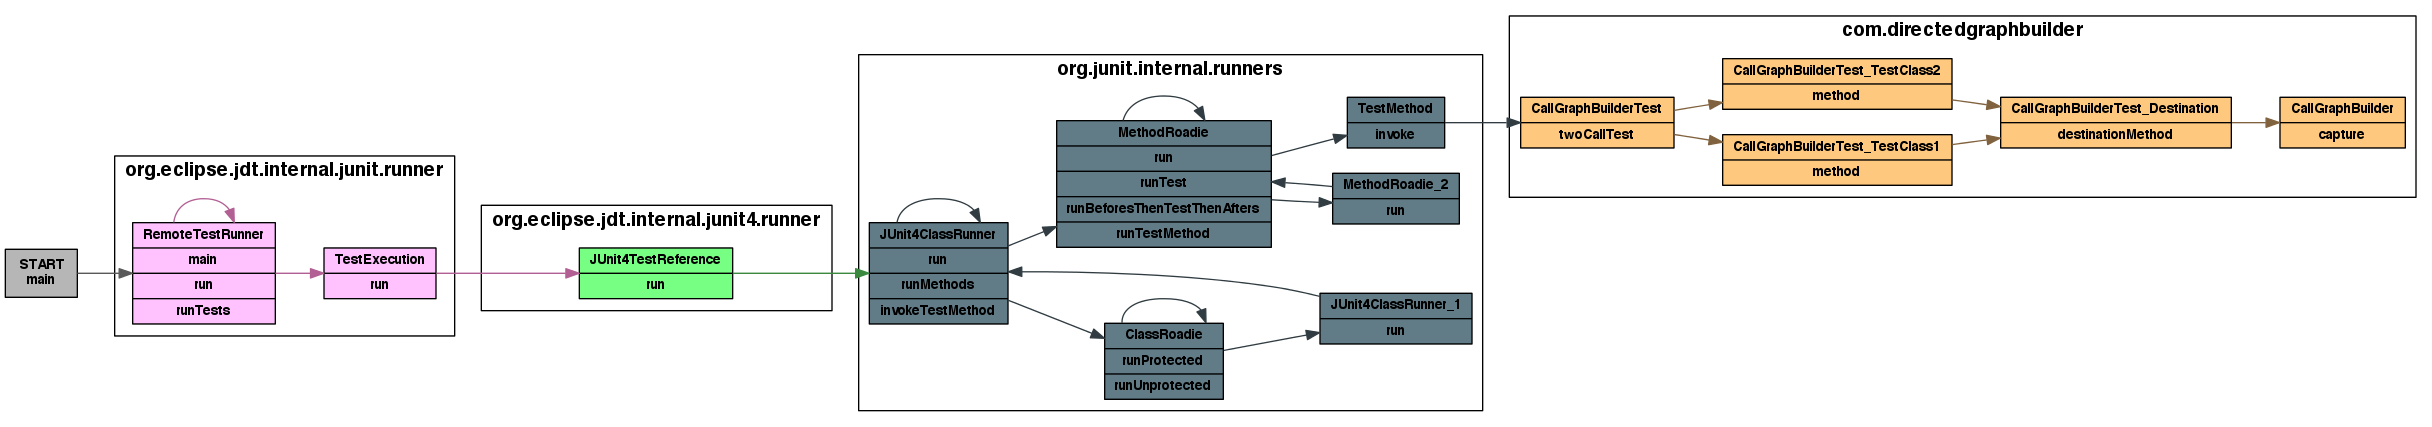 START
main
org.eclipse.jdt.internal.junit.runner
RemoteTestRunner
main
run
runTests
TestExecution
run
org.eclipse.jdt.internal.junit4.runner
JUnit4TestReference
run
org.junit.internal.runners
JUnit4ClassRunner
run
runMethods
invokeTestMethod
MethodRoadie
run
runTest
runBeforesThenTestThenAfters
runTestMethod
ClassRoadie
runProtected
runUnprotected
TestMethod
invoke
MethodRoadie_2
run
JUnit4ClassRunner_1
run
com.directedgraphbuilder
CallGraphBuilderTest
twoCallTest
CallGraphBuilderTest_TestClass2
method
CallGraphBuilderTest_TestClass1
method
CallGraphBuilderTest_Destination
destinationMethod
CallGraphBuilder
capture